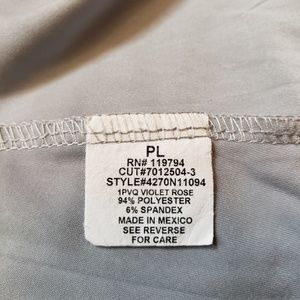 PL
RN# 119794
CUT#7012504-3
STYLE#4270N11094
1PVQ VIOLET ROSE
94% POLYESTER
6% SPANDEX
MADE IN MEXICO
SEE REVERSE
FOR CARE